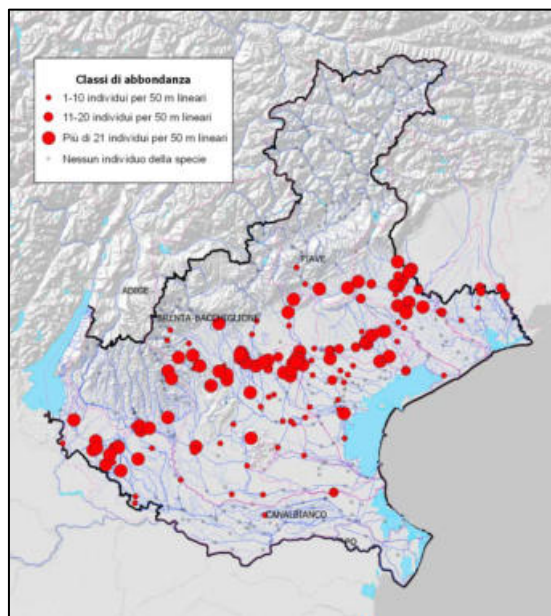 Classi di abbondanza
1-10 individui per 50 m lineari
11-20 individui per 50 m lineari
Più di 21 individui per 50 m lineari
Nessun individuo della specie
PIAVE
ADIGE
BRENTA-BACCHIGLIONE
CANALBIANCO
PO